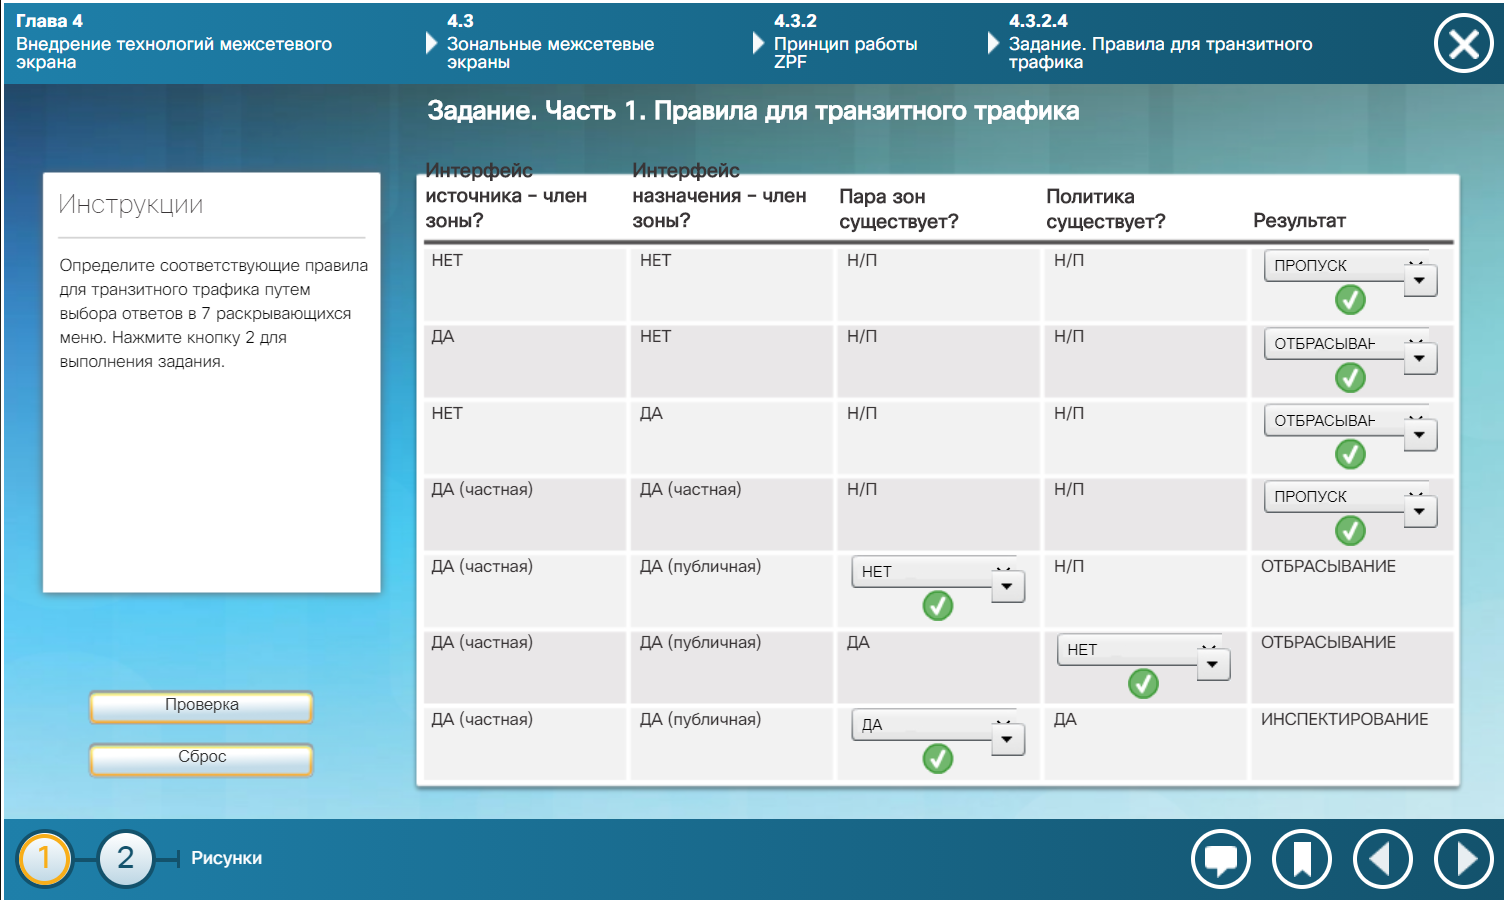 Глава 4
Внедрение технологий межсетевого
экрана
4.3
Зональные межсетевые
экраны
4.3.2
Принцип работы
ZPF
4.3.2.4
Задание. Правила для транзитного
трафика
Задание. Часть 1. Правила для транзитного трафика
Инструкции
Определите соответствующие правила
для транзитного трафика путем
выбора ответов в 7 раскрывающихся
меню. Нажмите кнопку 2 для
выполнения задания.
Проверка
Сброс
Интерфейс
источника – член
зоны?
Интерфейс
назначения – член
зоны?
Пара зон
существует?
Политика
существует?
Результат
НЕТ НЕТ Н/П Н/П ПРОПУСК
ДА НЕТ Н/П Н/П ОТБРАСЫВАН
НЕТ ДА Н/П Н/П ОТБРАСЫВАН
ДА (частная) ДА (частная) Н/П Н/П ПРОПУСК
ДА (частная) ДА (публичная) НЕТ Н/П ОТБРАСЫВАНИЕ
ДА (частная) ДА (публичная) ДА НЕТ ОТБРАСЫВАНИЕ
ДА (частная) ДА (публичная) ДА ДА ИНСПЕКТИРОВАНИЕ
1 2 Рисунки